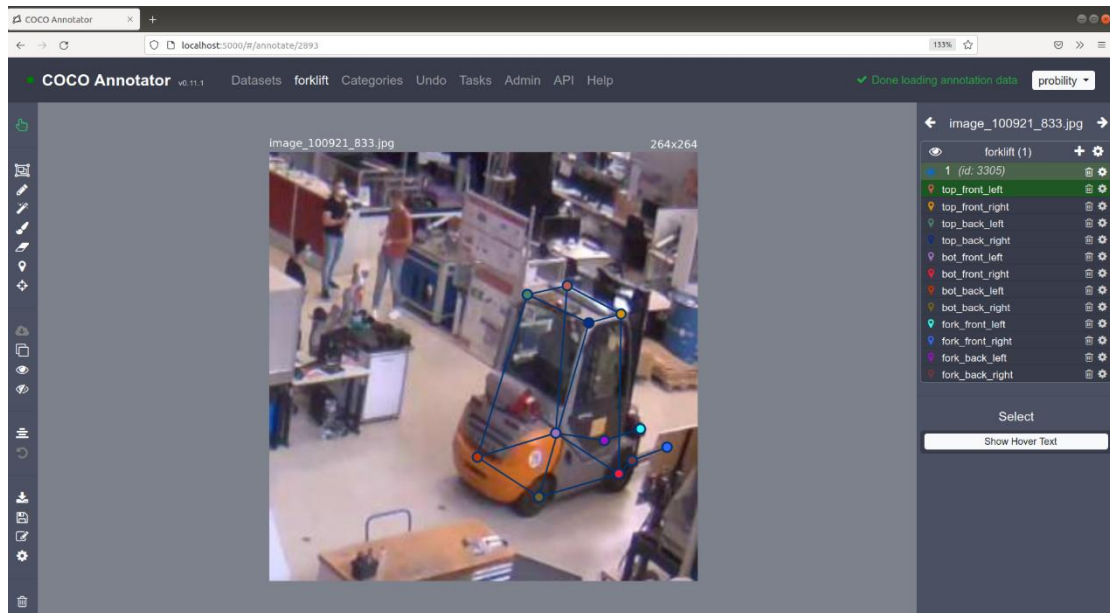 COCO Annotator
localhost:5000/#/annotate/2893
133%
COCO Annotator v0.11.1 Datasets forklift Categories Undo Tasks Admin API Help
Done loading annotation data
probility
image_100921_833.jpg
264x264
image_100921_833.jpg
forklift (1)
1 (id: 3305)
top_front_left
top_front_right
top_back_left
top_back_right
bot_front_left
bot_front_right
bot_back_left
bot_back_right
fork_front_left
fork_front_right
fork_back_left
fork_back_right
Select
Show Hover Text